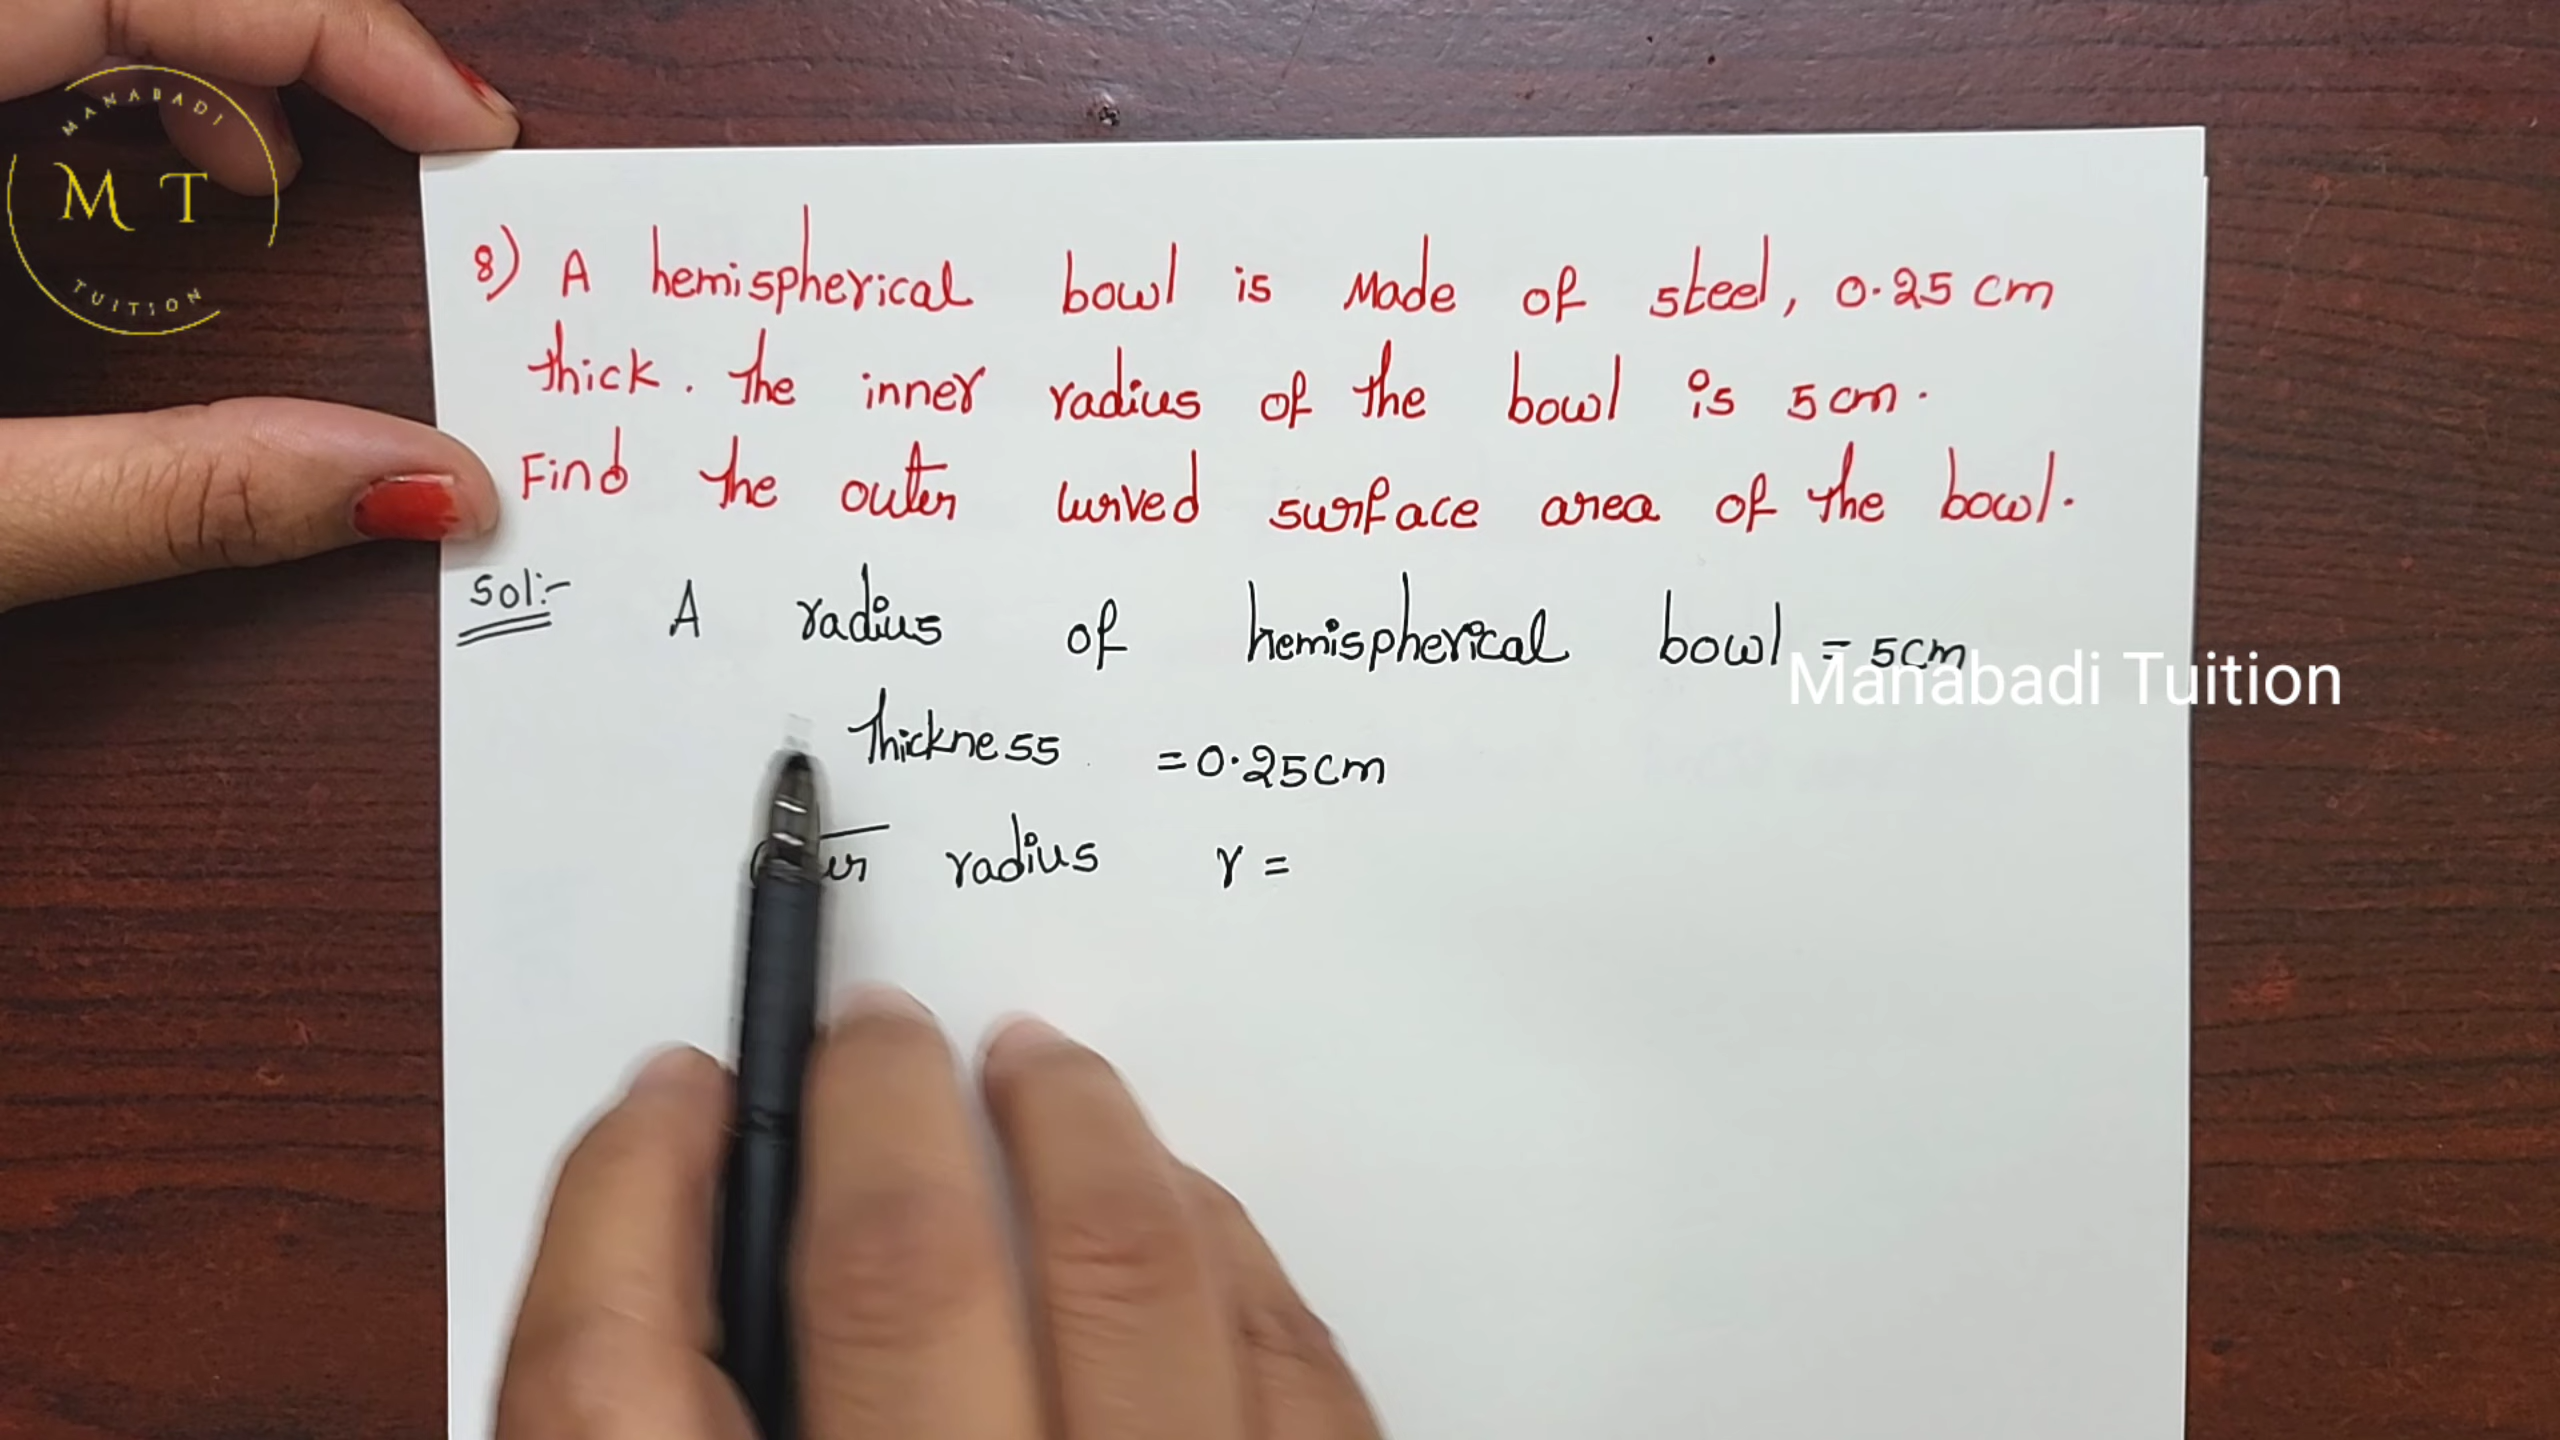 MANABADI
M T
TUITION
8) A hemispherical bowl is Made of steel, 0.25 cm
thick. The inner radius of the bowl is 5cm.
Find the outer curved surface area of the bowl.
Sol:- A radius of hemispherical bowl = 5cm
Manabadi Tuition
Thickness = 0.25cm
radius r =